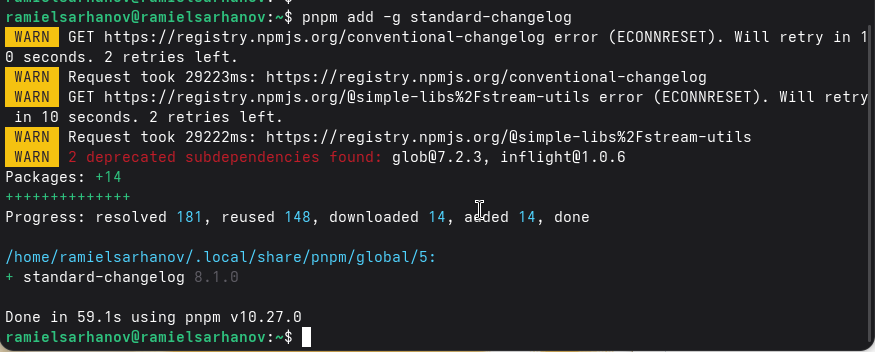 ramielsarhanov@ramielsarhanov:~$ pnpm add -g standard-changelog
WARN GET https://registry.npmjs.org/conventional-changelog error (ECONNRESET). Will retry in 1
0 seconds. 2 retries left.
WARN Request took 29223ms: https://registry.npmjs.org/conventional-changelog
WARN GET https://registry.npmjs.org/@simple-libs%2Fstream-utils error (ECONNRESET). Will retry
in 10 seconds. 2 retries left.
WARN Request took 29222ms: https://registry.npmjs.org/@simple-libs%2Fstream-utils
WARN 2 deprecated subdependencies found: glob@7.2.3, inflight@1.0.6
Packages: +14
++++++++++++++
Progress: resolved 181, reused 148, downloaded 14, added 14, done
/home/ramielsarhanov/.local/share/pnpm/global/5:
+ standard-changelog 8.1.0
Done in 59.1s using pnpm v10.27.0
ramielsarhanov@ramielsarhanov:~$